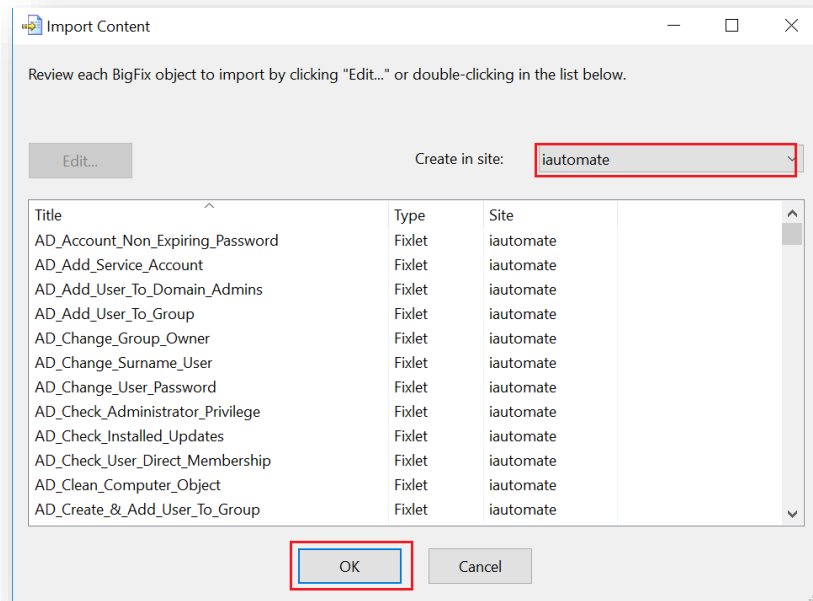 Import Content
Review each BigFix object to import by clicking "Edit..." or double-clicking in the list below.
Edit... Create in site: iautomate
Title Type Site
AD_Account_Non_Expiring_Password Fixlet iautomate
AD_Add_Service_Account Fixlet iautomate
AD_Add_User_To_Domain_Admins Fixlet iautomate
AD_Add_User_To_Group Fixlet iautomate
AD_Change_Group_Owner Fixlet iautomate
AD_Change_Surname_User Fixlet iautomate
AD_Change_User_Password Fixlet iautomate
AD_Check_Administrator_Privilege Fixlet iautomate
AD_Check_Installed_Updates Fixlet iautomate
AD_Check_User_Direct_Membership Fixlet iautomate
AD_Clean_Computer_Object Fixlet iautomate
AD_Create_&_Add_User_To_Group Fixlet iautomate
OK Cancel